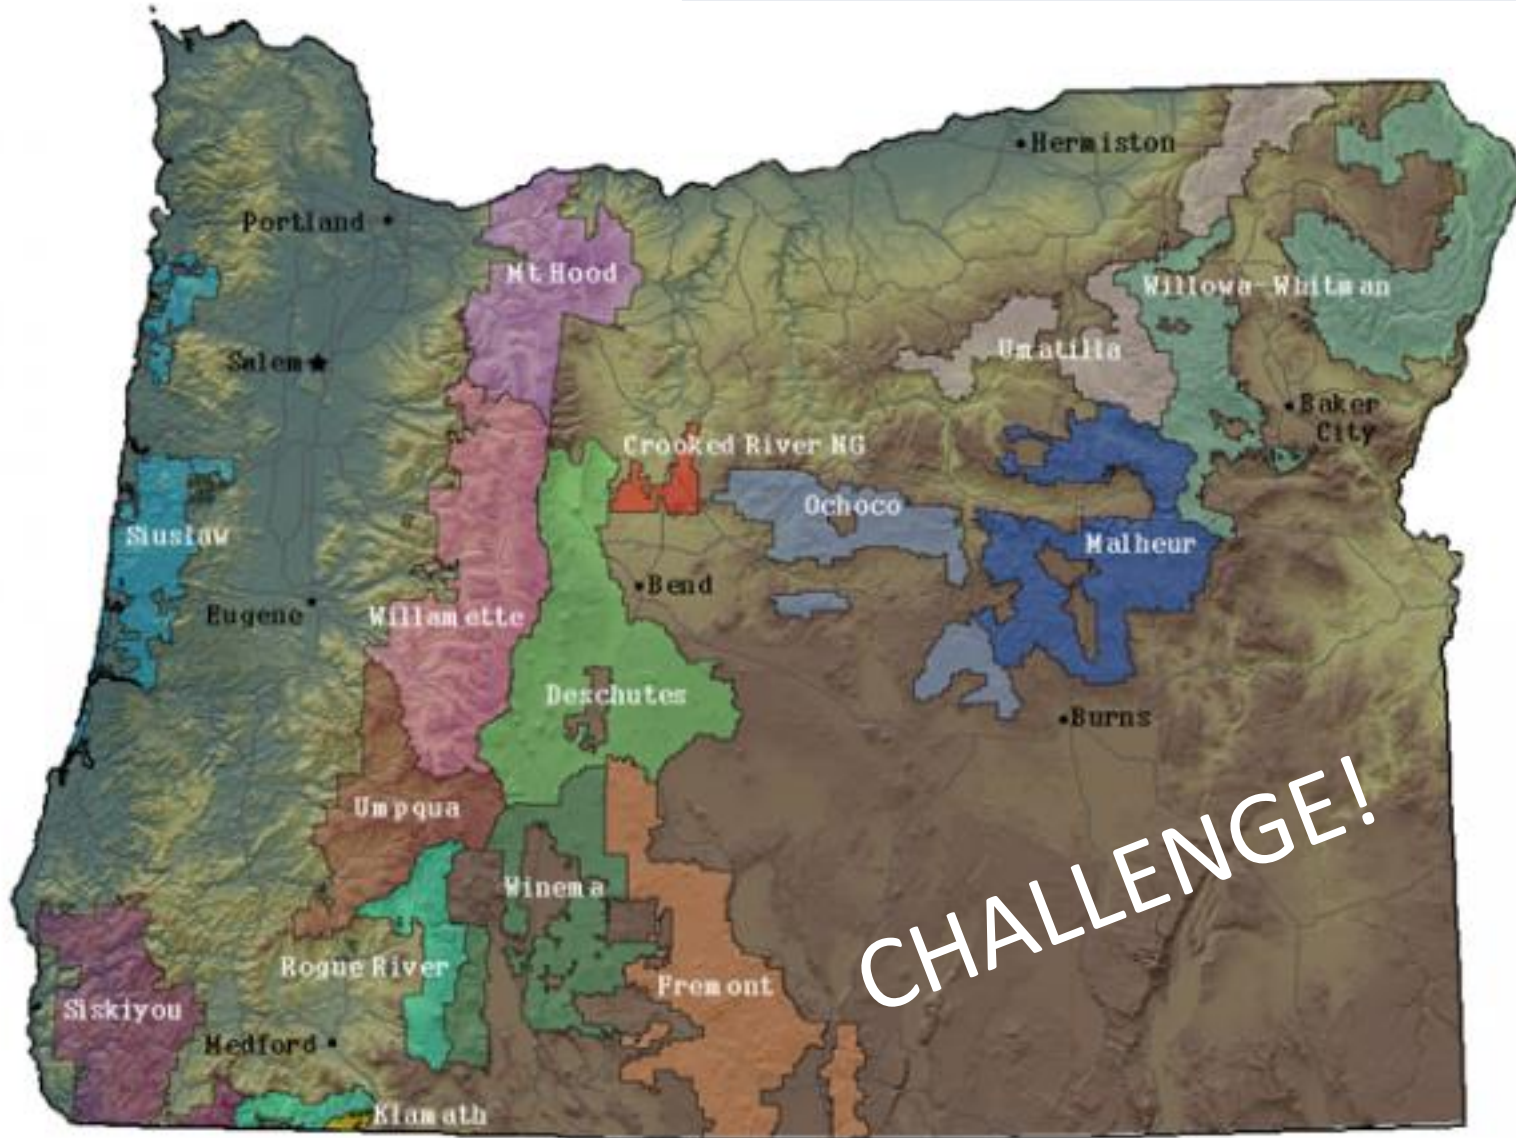 Hermiston
Portland
Mt Hood
Willowa-Whitman
Umatilla
Salem
Baker
City
Crooked River NG
Ochoco
Siuslaw
Malheur
Bend
Eugene
Willamette
Deschutes
Burns
CHALLENGE!
Umpqua
Winema
Rogue River
Fremont
Siskiyou
Medford
Klamath